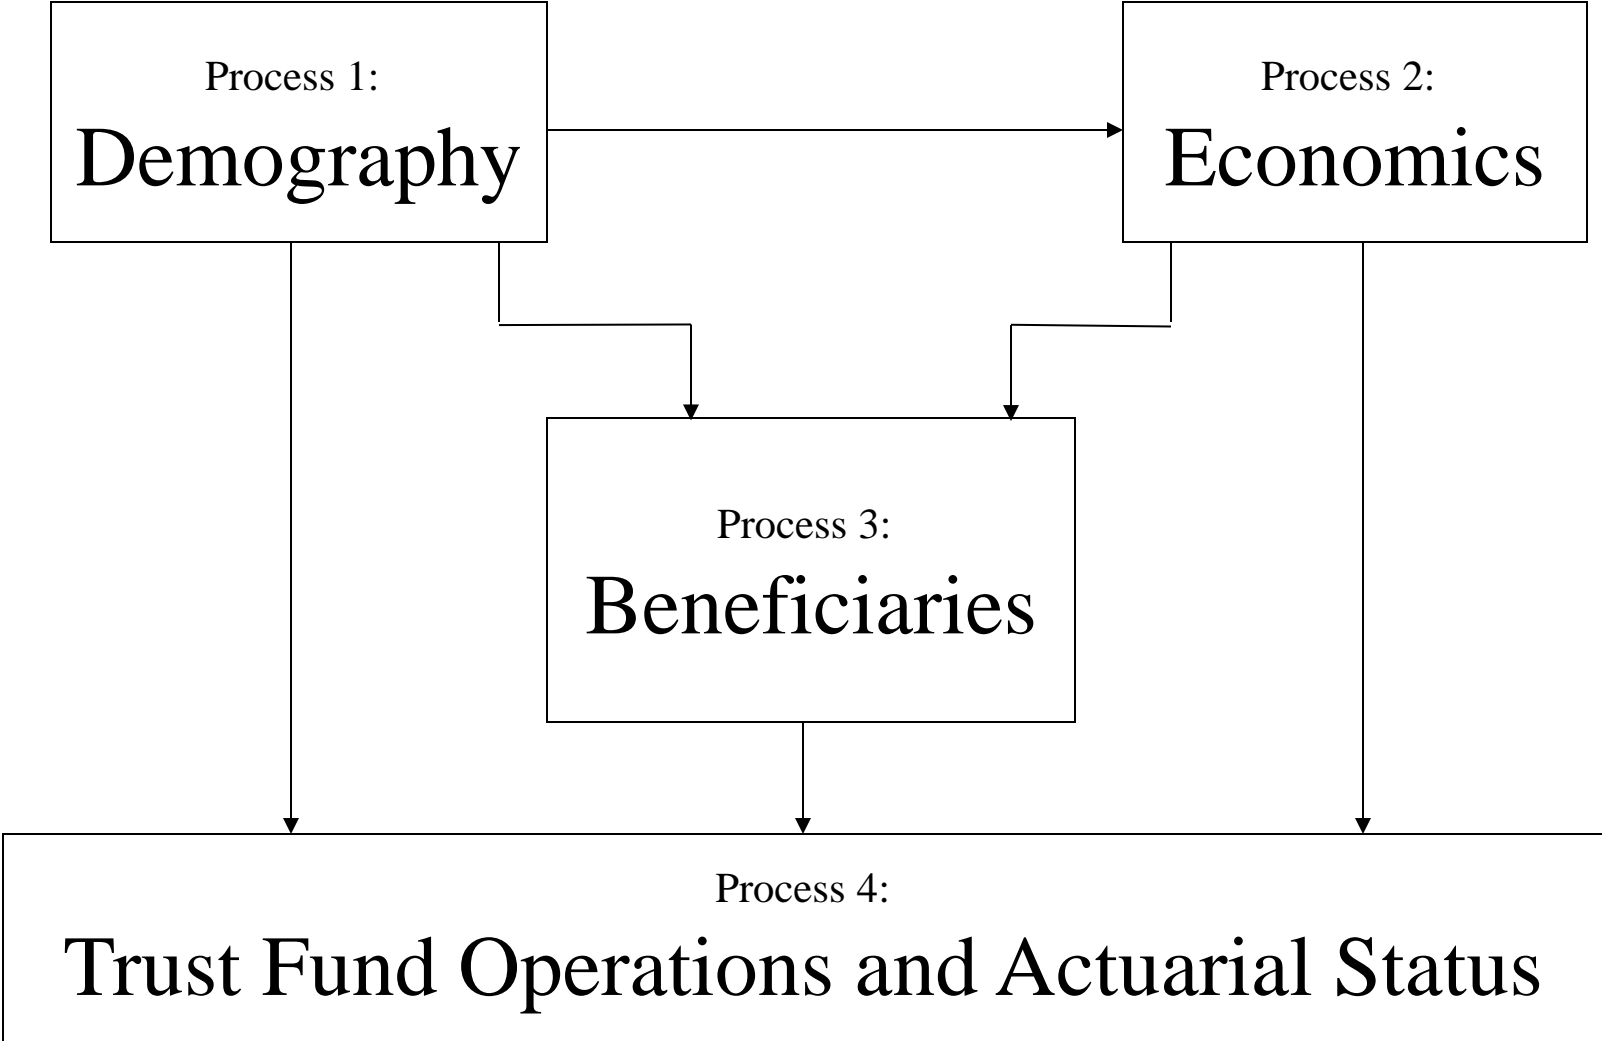 Process 1:
Demography
Process 2:
Economics
Process 3:
Beneficiaries
Process 4:
Trust Fund Operations and Actuarial Status